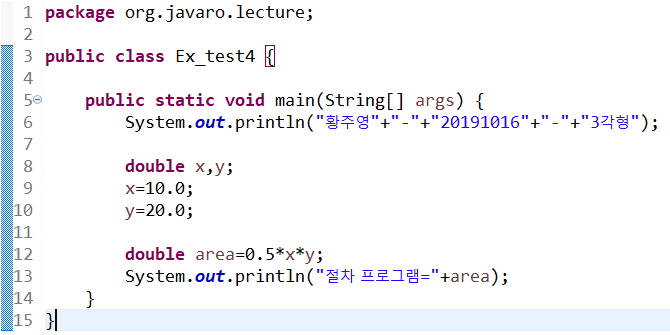 1 package org.javaro.lecture;
2
3 public class Ex_test4 {
4
5 public static void main(String[] args) {
6 System.out.println("황주영"+"-"+"20191016"+"-"+"3각형");
7
8 double x,y;
9 x=10.0;
10 y=20.0;
11
12 double area=0.5*x*y;
13 System.out.println("절차 프로그램="+area);
14 }
15 }